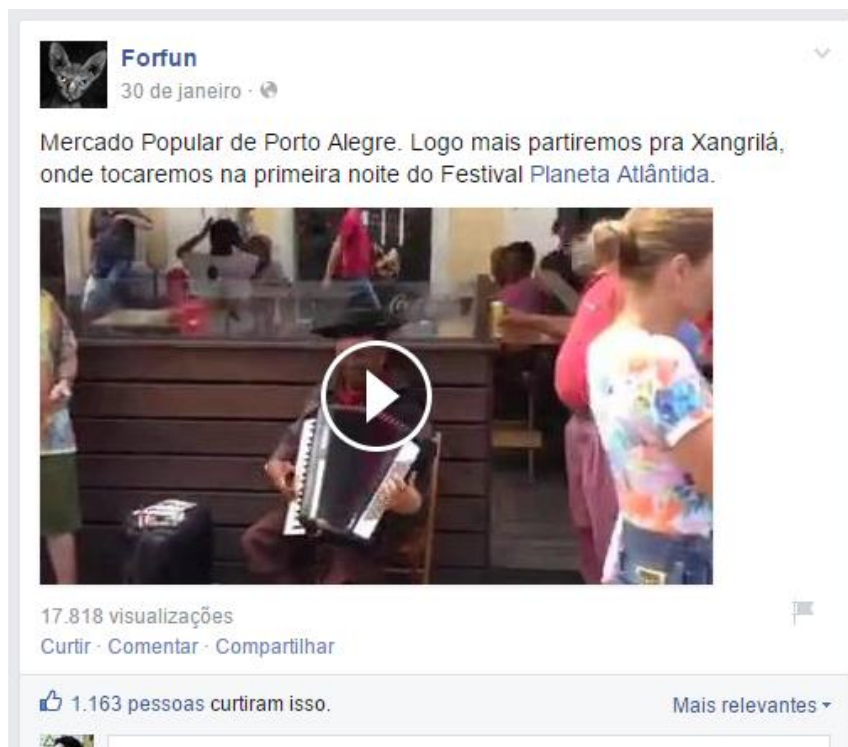 Forfun
30 de janeiro ·
Mercado Popular de Porto Alegre. Logo mais partiremos pra Xangrilá,
onde tocaremos na primeira noite do Festival Planeta Atlântida.
17.818 visualizações
Curtir · Comentar · Compartilhar
1.163 pessoas curtiram isso.
Mais relevantes